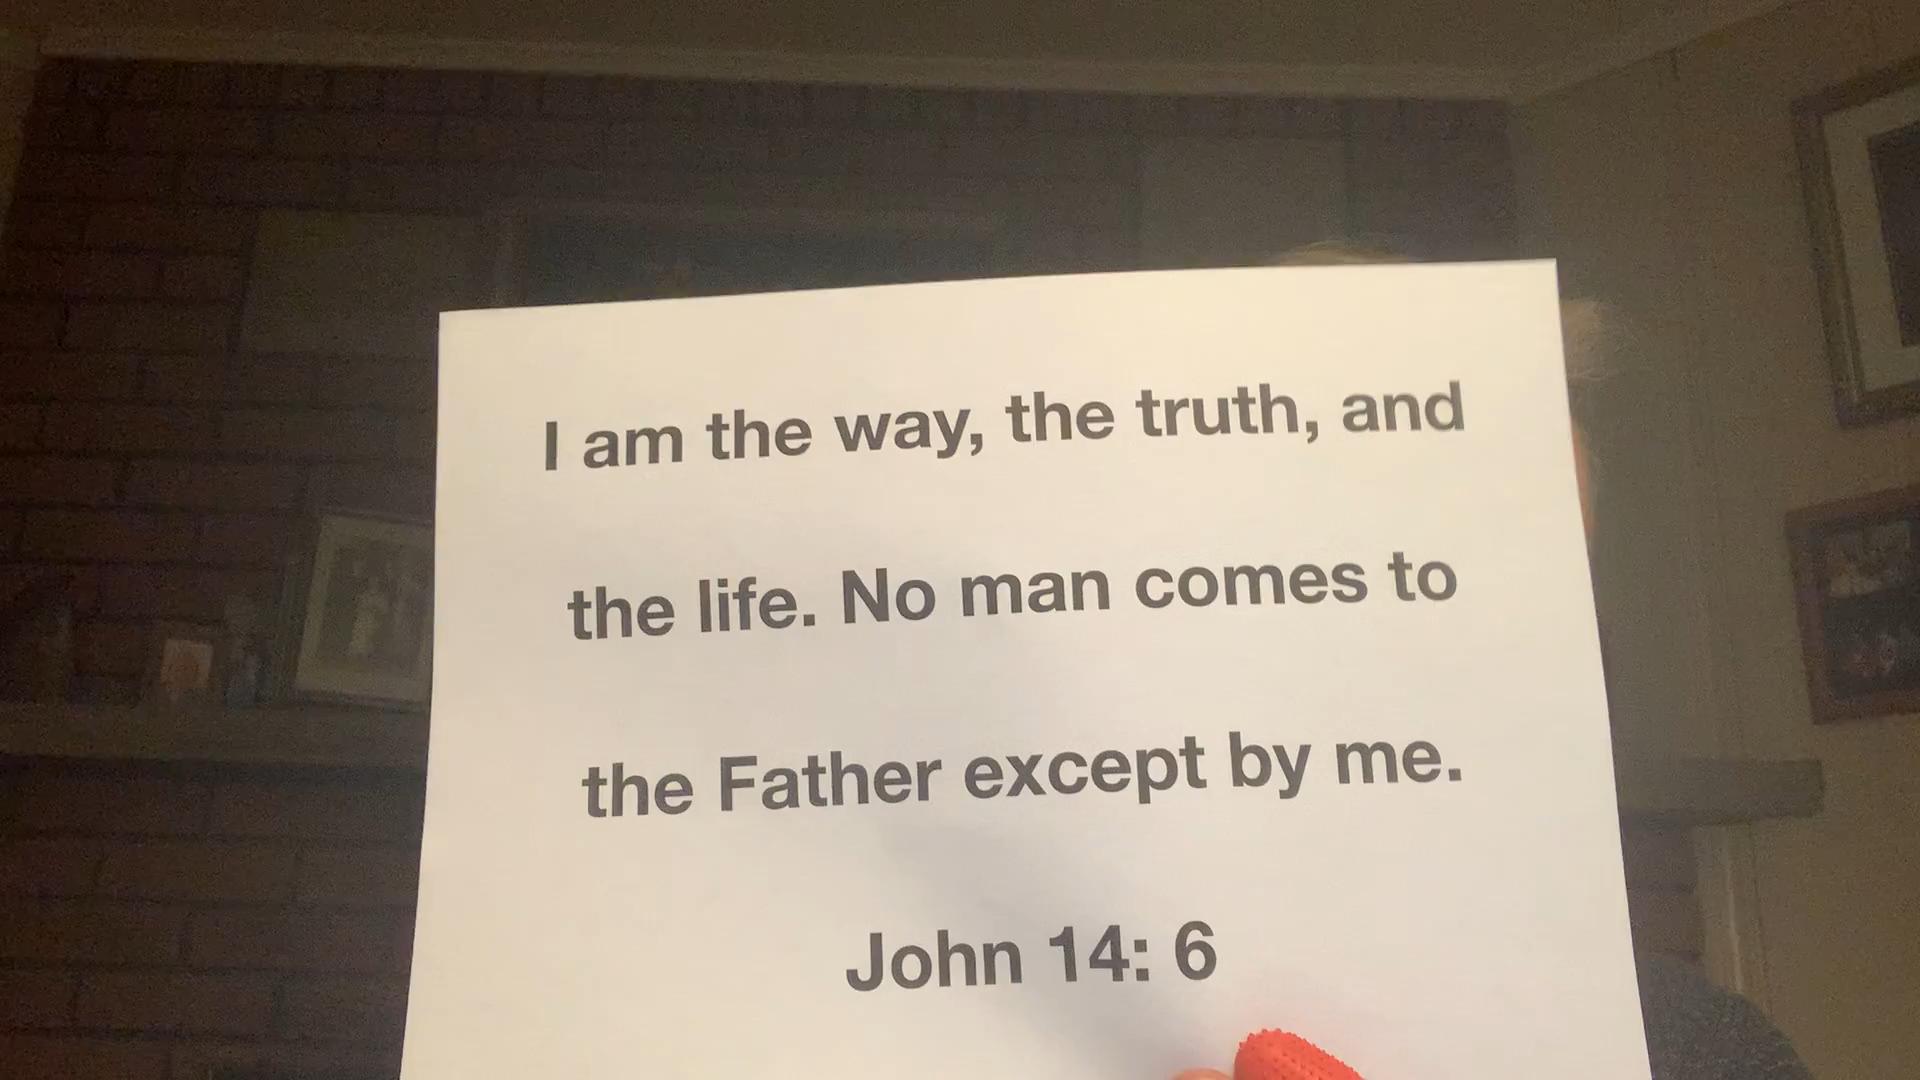 I am the way, the truth, and
the life. No man comes to
the Father except by me.
John 14: 6